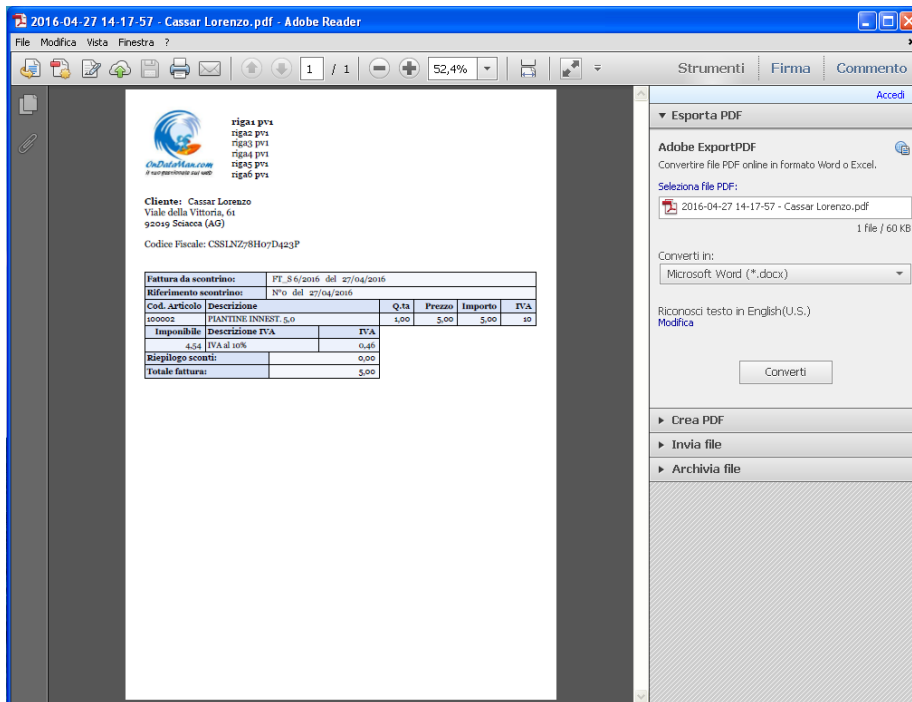 2016-04-27 14-17-57 - Cassar Lorenzo.pdf - Adobe Reader
File Modifica Vista Finestra ?
1 / 1 52,4% Strumenti Firma Commento
Accedi
riga1 pv1
riga2 pv1
riga3 pv1
riga4 pv1
riga5 pv1
riga6 pv1
OnDataMan.com
il tuo gestionale sul web
Cliente: Cassar Lorenzo
Viale della Vittoria, 61
92019 Sciacca (AG)
Codice Fiscale: CSSLNZ78H07D423P
Fattura da scontrino: FT_S 6/2016 del 27/04/2016
Riferimento scontrino: N°0 del 27/04/2016
Cod. Articolo Descrizione Q.ta Prezzo Importo IVA
100002 PIANTINE INNEST. 5,0 1,00 5,00 5,00 10
Imponibile Descrizione IVA IVA
4,54 IVA al 10% 0,46
Riepilogo sconti: 0,00
Totale fattura: 5,00
Esporta PDF
Adobe ExportPDF
Convertire file PDF online in formato Word o Excel.
Seleziona file PDF:
2016-04-27 14-17-57 - Cassar Lorenzo.pdf
1 file / 60 KB
Converti in:
Microsoft Word (*.docx)
Riconosci testo in English(U.S.)
Modifica
Converti
Crea PDF
Invia file
Archivia file